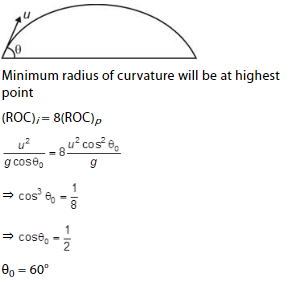 u
θ
Minimum radius of curvature will be at highest
point
(ROC)ᵢ = 8(ROC)ₚ
u²/(g cosθ₀) = 8 u² cos² θ₀/g
⇒ cos³ θ₀ = 1/8
⇒ cosθ₀ = 1/2
θ₀ = 60°